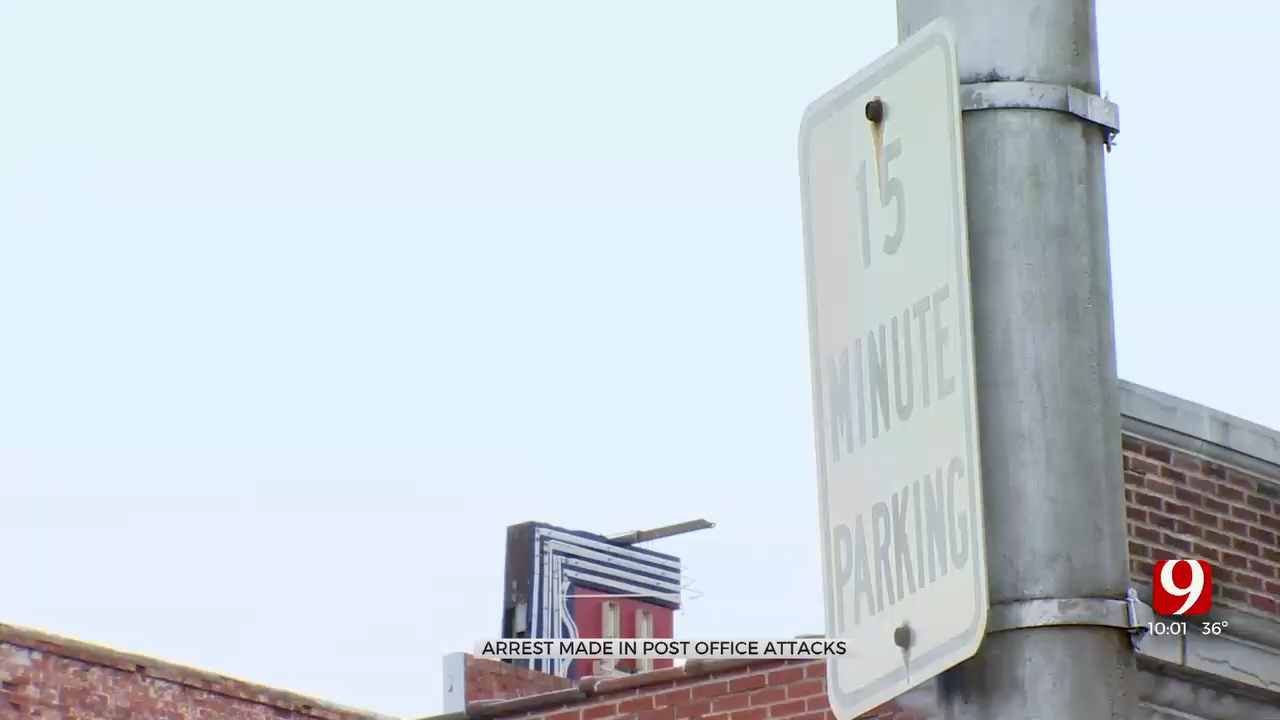 15
MINUTE
PARKING
ARREST MADE IN POST OFFICE ATTACKS
9
10:01 36°